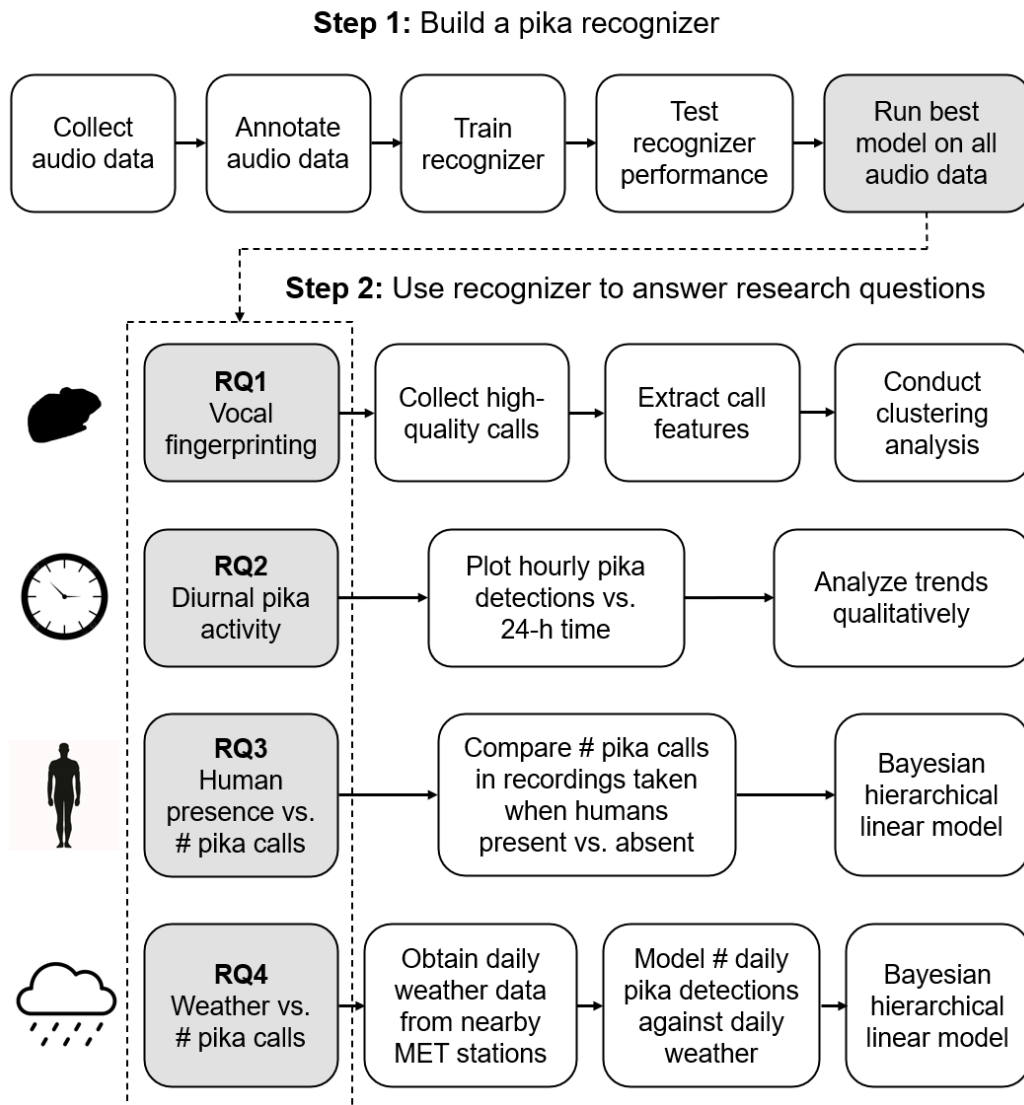 Step 1: Build a pika recognizer
Collect
audio data
Annotate
audio data
Train
recognizer
Test
recognizer
performance
Run best
model on all
audio data
Step 2: Use recognizer to answer research questions
RQ1
Vocal
fingerprinting
Collect high-
quality calls
Extract call
features
Conduct
clustering
analysis
RQ2
Diurnal pika
activity
Plot hourly pika
detections vs.
24-h time
Analyze trends
qualitatively
RQ3
Human
presence vs.
# pika calls
Compare # pika calls
in recordings taken
when humans
present vs. absent
Bayesian
hierarchical
linear model
RQ4
Weather vs.
# pika calls
Obtain daily
weather data
from nearby
MET stations
Model # daily
pika detections
against daily
weather
Bayesian
hierarchical
linear model